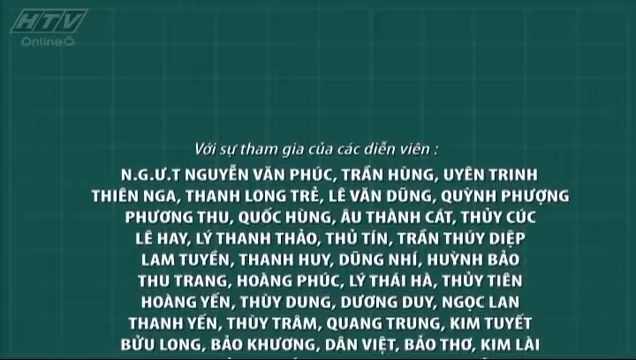 HTV
Online
Với sự tham gia của các diễn viên :
N.G.Ư.T NGUYỄN VĂN PHÚC, TRẦN HÙNG, UYÊN TRINH
THIÊN NGA, THANH LONG TRẺ, LÊ VĂN DŨNG, QUỲNH PHƯỢNG
PHƯƠNG THU, QUỐC HÙNG, ÂU THÀNH CÁT, THỦY CÚC
LÊ HAY, LÝ THANH THẢO, THỦ TÍN, TRẦN THÚY DIỆP
LAM TUYỀN, THANH HUY, DŨNG NHÍ, HUỲNH BẢO
THU TRANG, HOÀNG PHÚC, LÝ THÁI HÀ, THỦY TIÊN
HOÀNG YẾN, THÙY DUNG, DƯƠNG DUY, NGỌC LAN
THANH YẾN, THÙY TRÂM, QUANG TRUNG, KIM TUYẾT
BỬU LONG, BẢO KHƯƠNG, DÂN VIỆT, BẢO THƠ, KIM LÀI